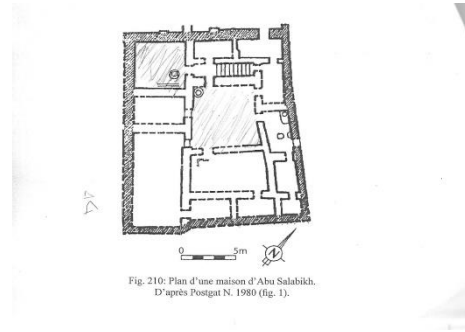 0 5m
N
Fig. 210: Plan d'une maison d'Abu Salabikh.
D'après Postgat N. 1980 (fig. 1).